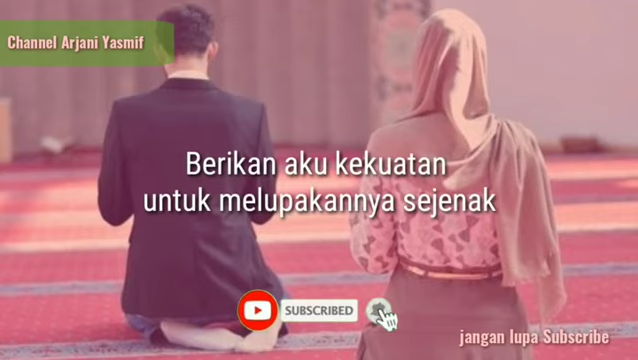 Channel Arjani Yasmif
Berikan aku kekuatan
untuk melupakannya sejenak
SUBSCRIBED
jangan lupa Subscribe